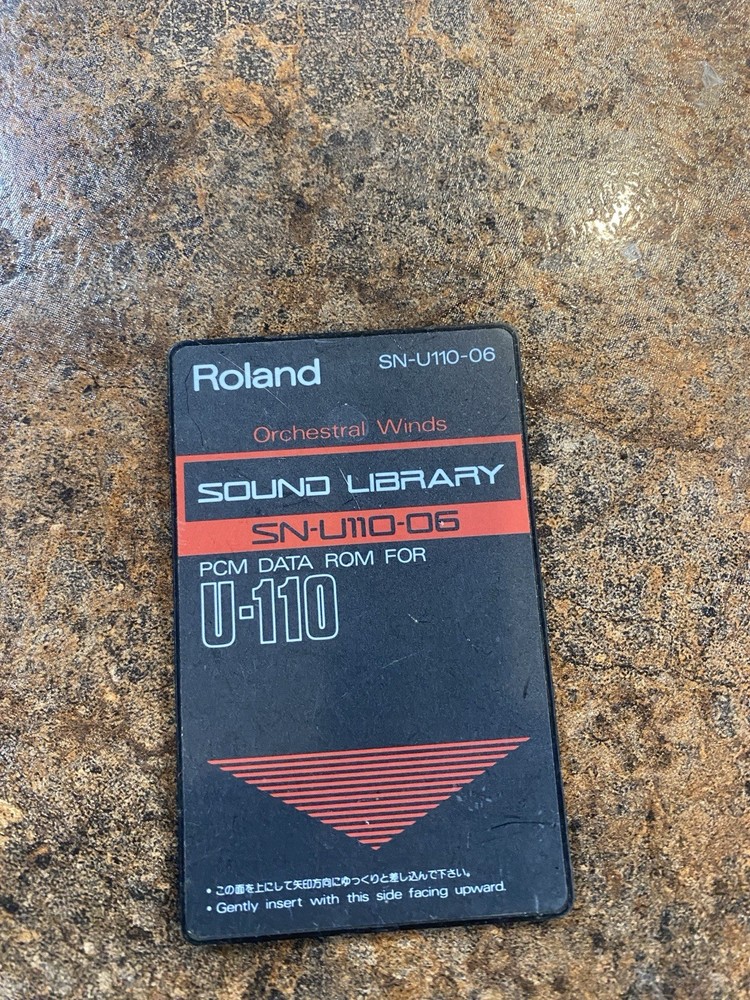 Roland SN-U110-06
Orchestral Winds
SOUND LIBRARY
SN-U110-06
PCM DATA ROM FOR
U-110
• この面を上にして矢印方向にゆっくりと差し込んで下さい。
• Gently insert with this side facing upward.